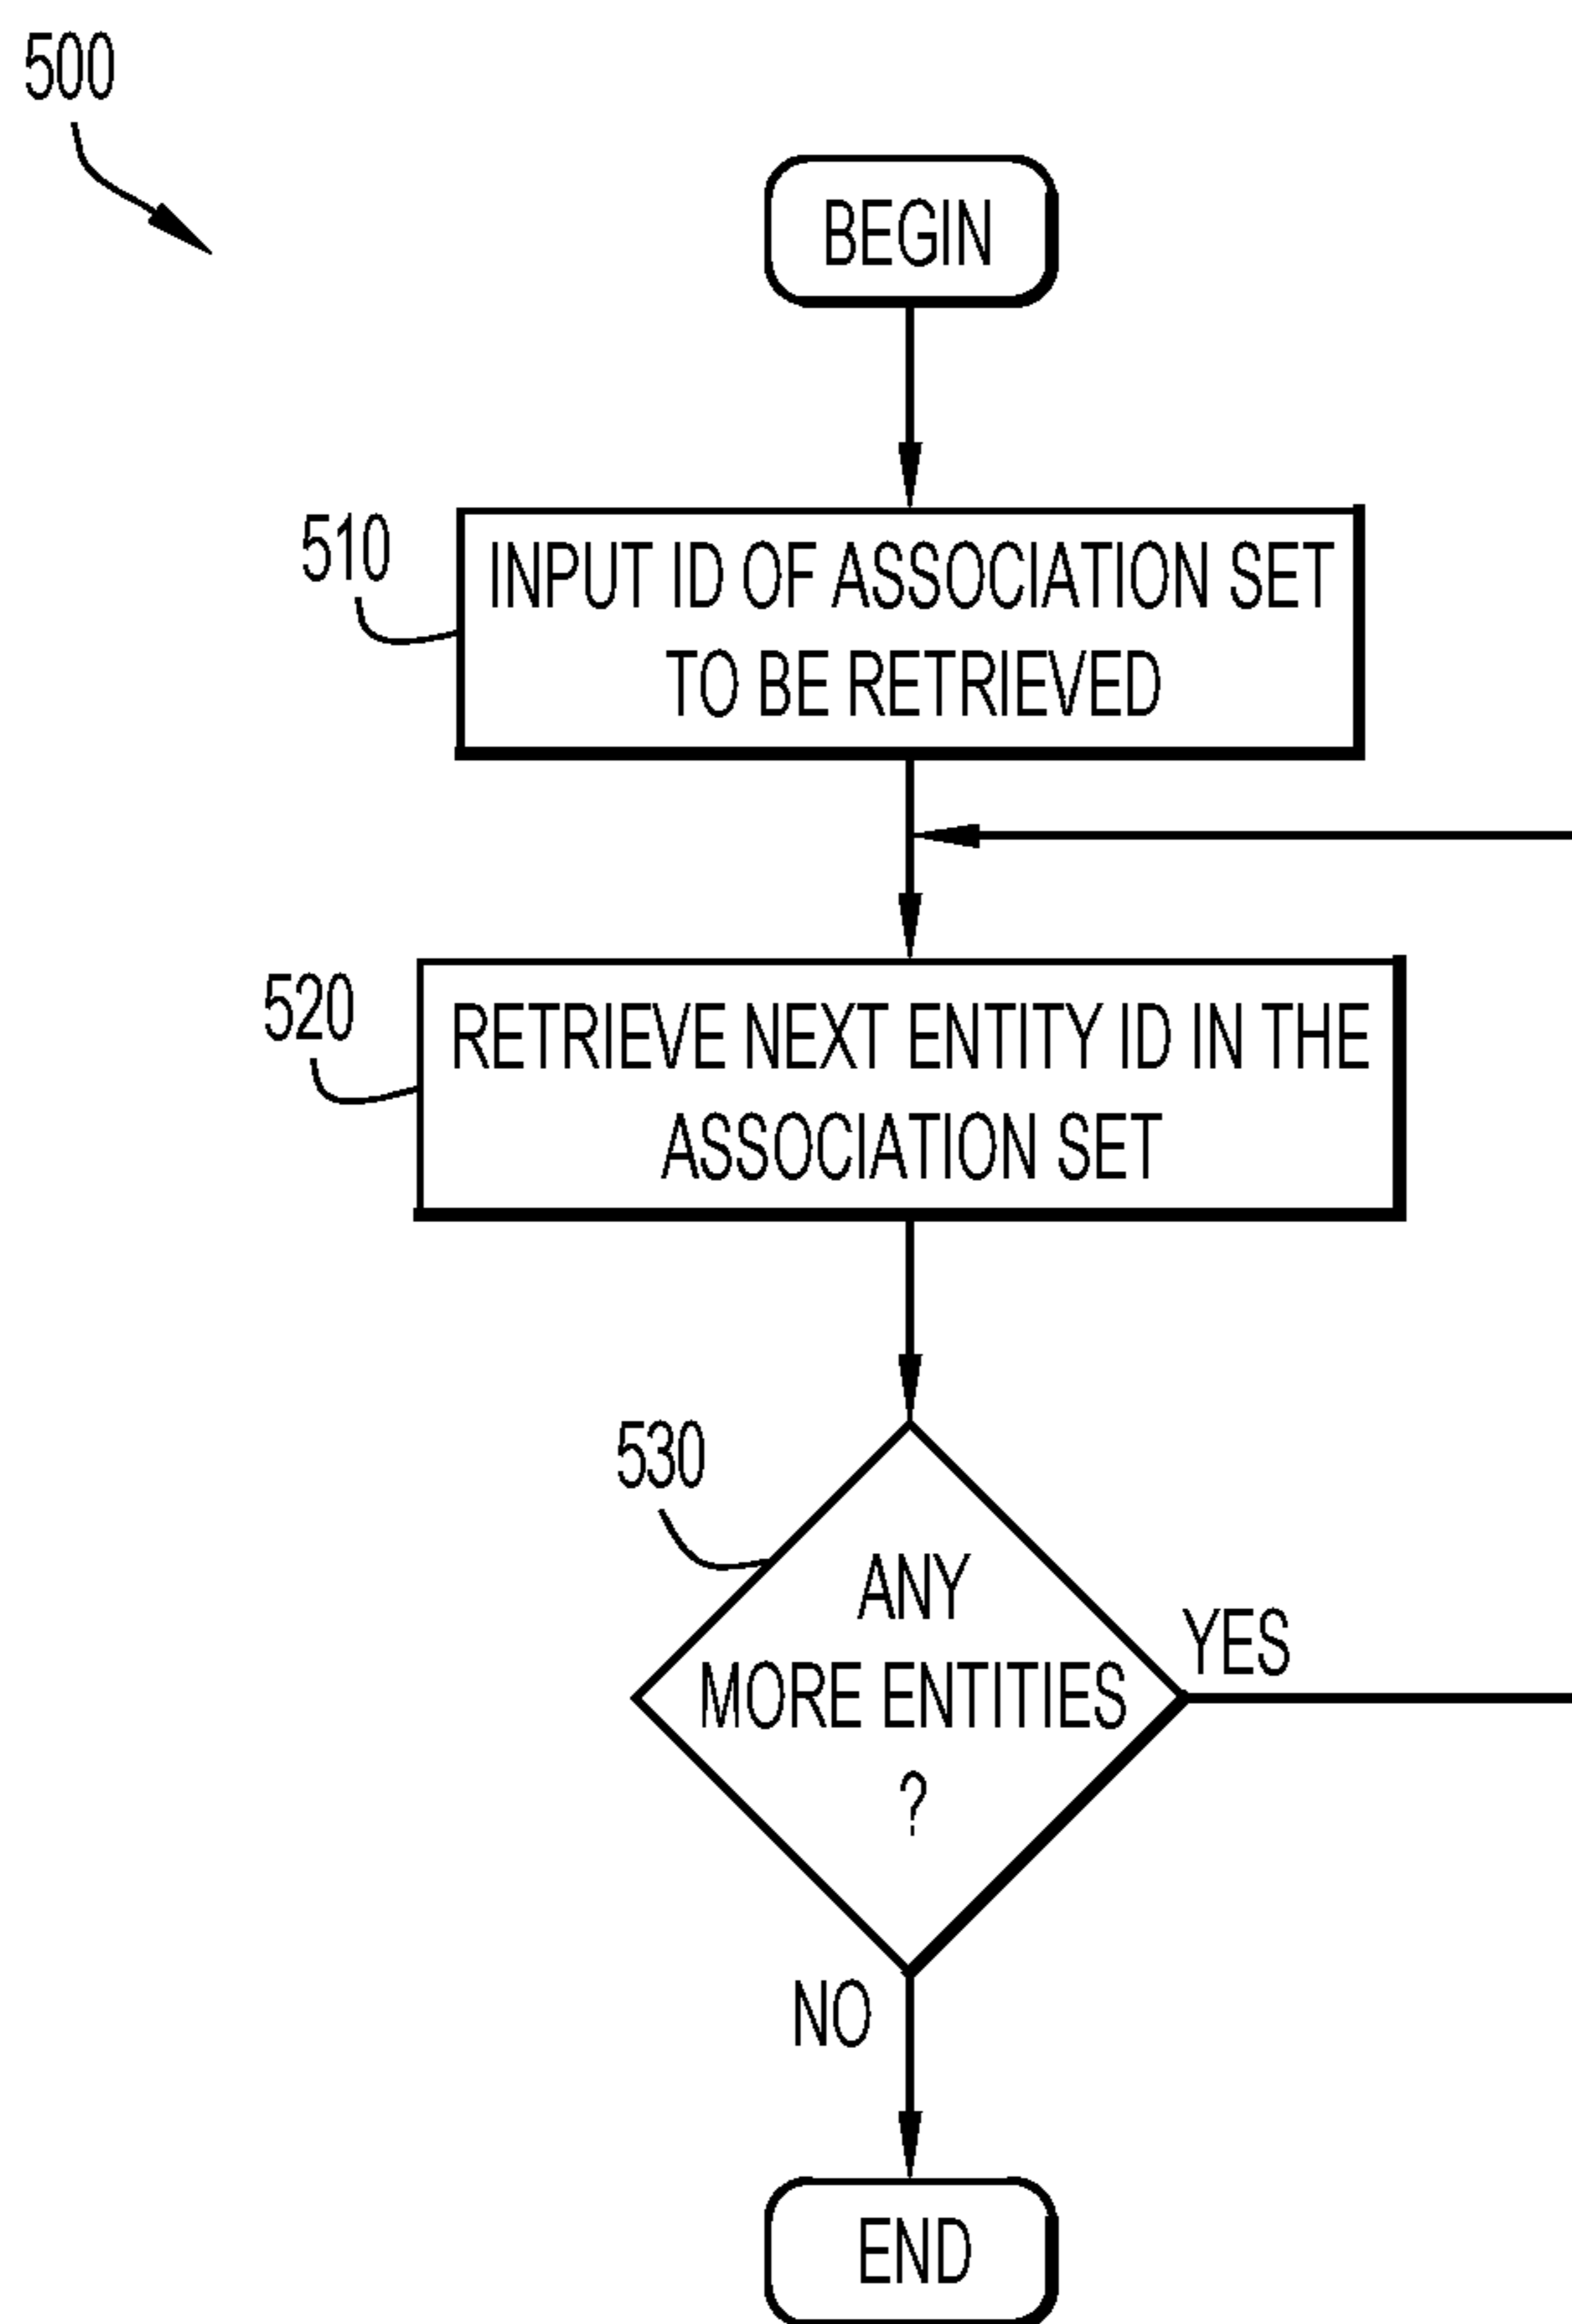 500
BEGIN
510
INPUT ID OF ASSOCIATION SET
TO BE RETRIEVED
520
RETRIEVE NEXT ENTITY ID IN THE
ASSOCIATION SET
530
ANY
MORE ENTITIES
?
YES
NO
END